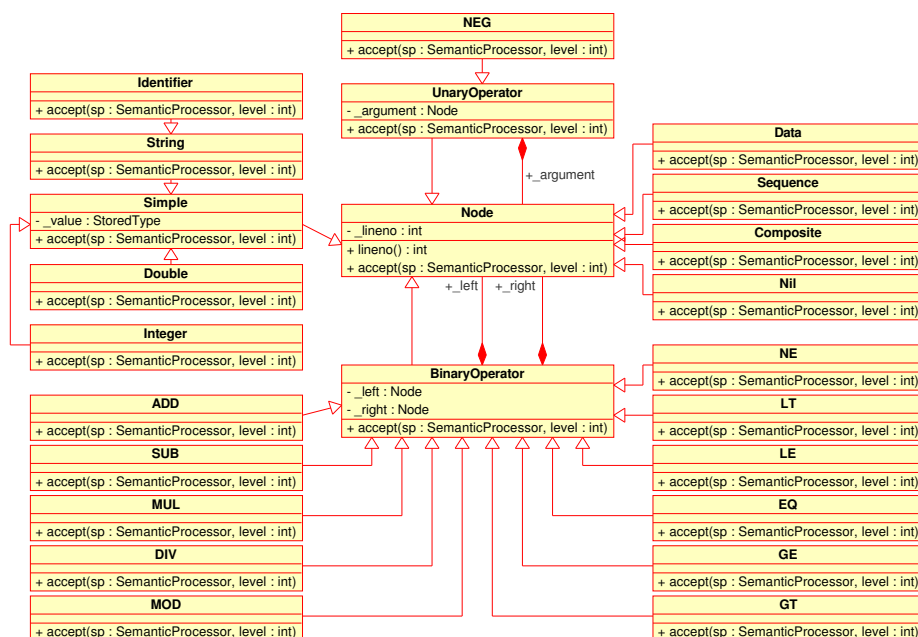 NEG
+ accept(sp : SemanticProcessor, level : int)
Identifier
+ accept(sp : SemanticProcessor, level : int)
UnaryOperator
- _argument : Node
+ accept(sp : SemanticProcessor, level : int)
String
+ accept(sp : SemanticProcessor, level : int)
Data
+ accept(sp : SemanticProcessor, level : int)
+_argument
Sequence
+ accept(sp : SemanticProcessor, level : int)
Simple
- _value : StoredType
+ accept(sp : SemanticProcessor, level : int)
Node
- _lineno : int
+ lineno() : int
+ accept(sp : SemanticProcessor, level : int)
Composite
+ accept(sp : SemanticProcessor, level : int)
Double
+ accept(sp : SemanticProcessor, level : int)
+_left
+_right
Nil
+ accept(sp : SemanticProcessor, level : int)
Integer
+ accept(sp : SemanticProcessor, level : int)
NE
+ accept(sp : SemanticProcessor, level : int)
BinaryOperator
- _left : Node
- _right : Node
+ accept(sp : SemanticProcessor, level : int)
ADD
+ accept(sp : SemanticProcessor, level : int)
LT
+ accept(sp : SemanticProcessor, level : int)
SUB
+ accept(sp : SemanticProcessor, level : int)
LE
+ accept(sp : SemanticProcessor, level : int)
MUL
+ accept(sp : SemanticProcessor, level : int)
EQ
+ accept(sp : SemanticProcessor, level : int)
DIV
+ accept(sp : SemanticProcessor, level : int)
GE
+ accept(sp : SemanticProcessor, level : int)
MOD
+ accept(sp : SemanticProcessor, level : int)
GT
+ accept(sp : SemanticProcessor, level : int)